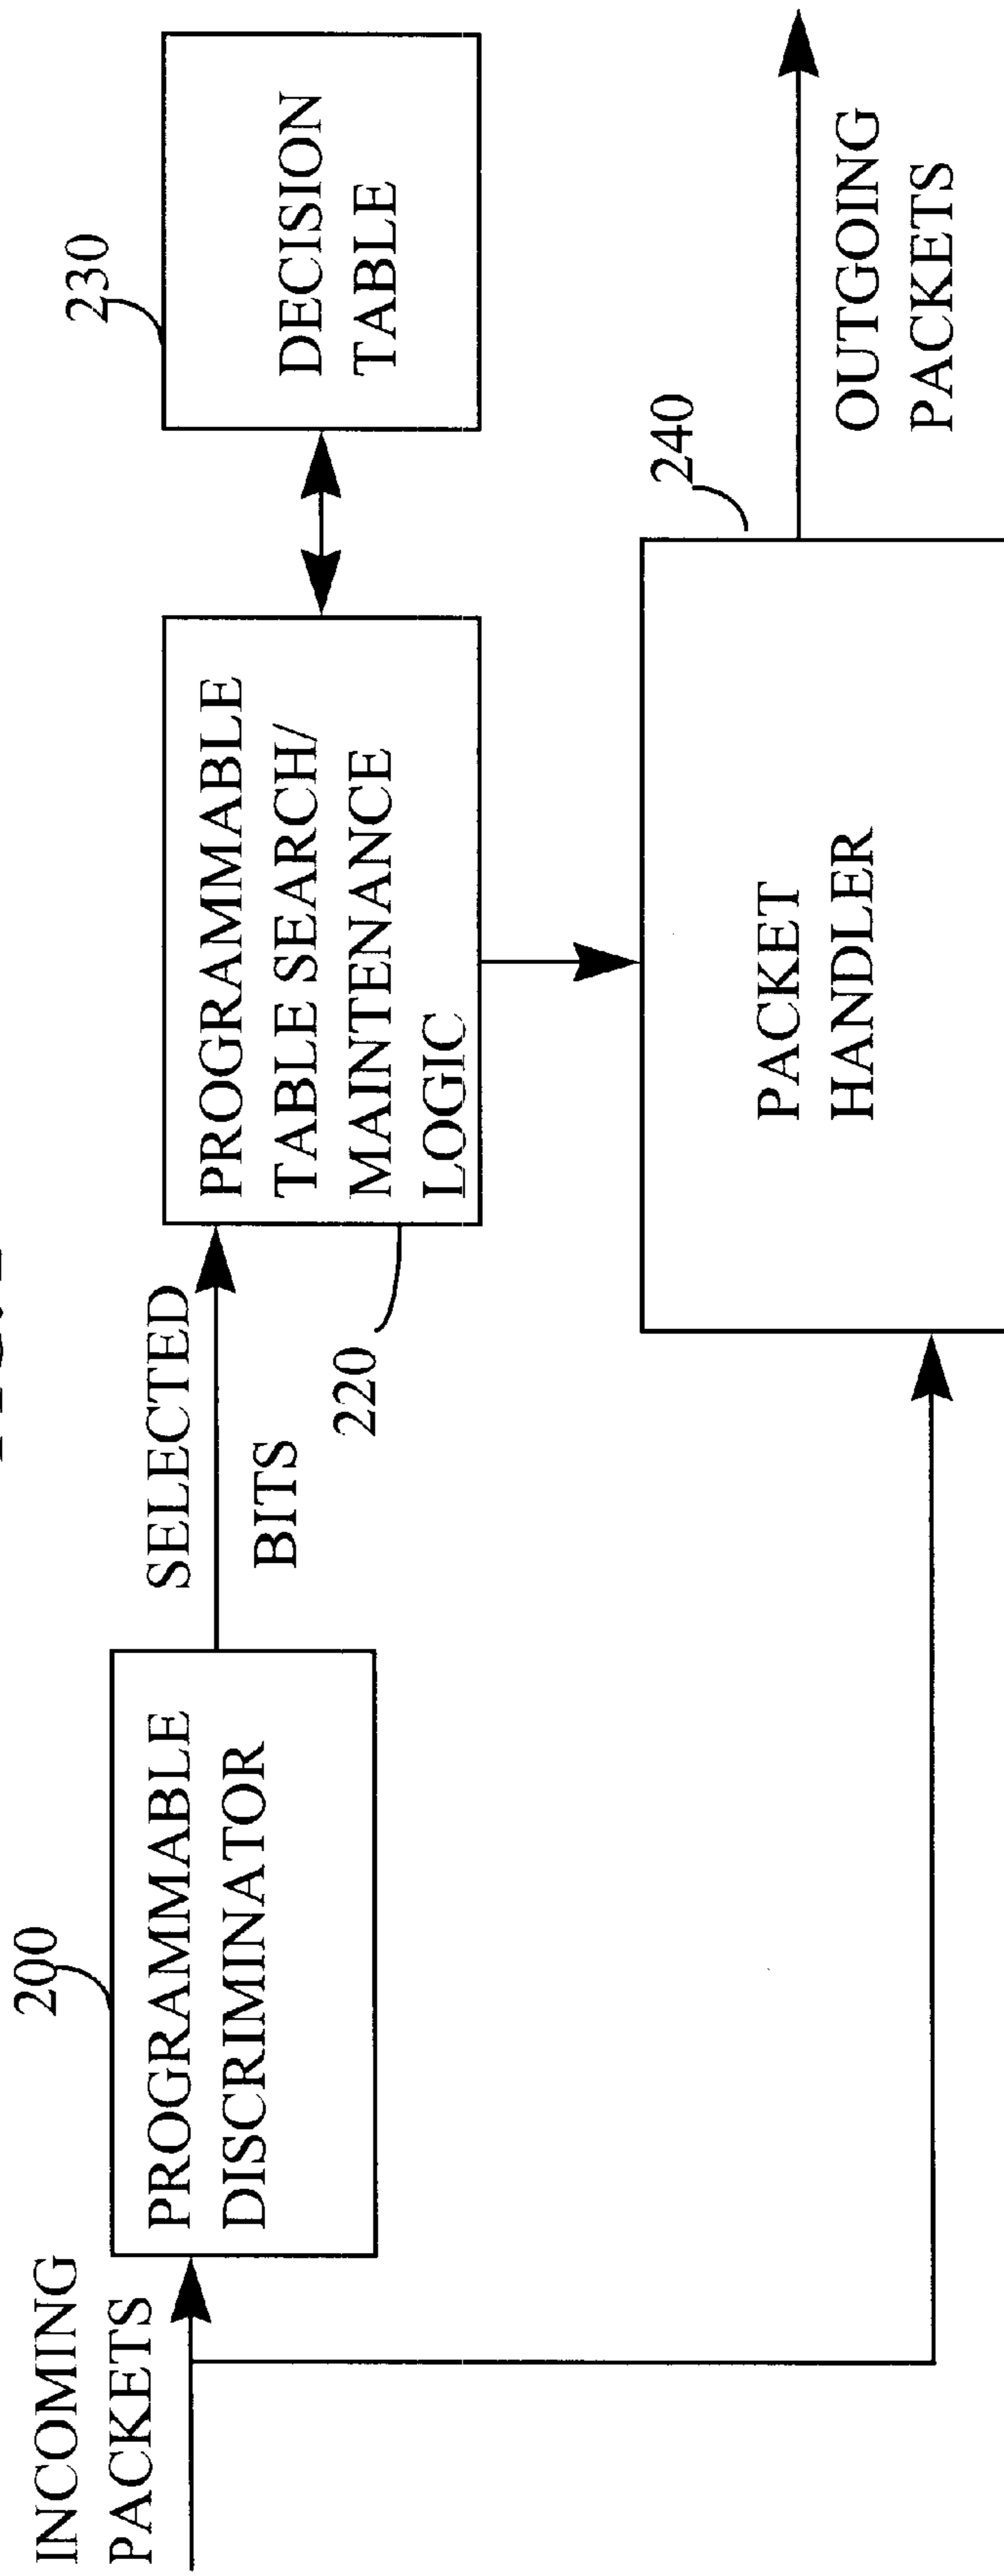 INCOMING
PACKETS
200
PROGRAMMABLE
DISCRIMINATOR
SELECTED
BITS
220
PROGRAMMABLE
TABLE SEARCH/
MAINTENANCE
LOGIC
230
DECISION
TABLE
240
PACKET
HANDLER
OUTGOING
PACKETS